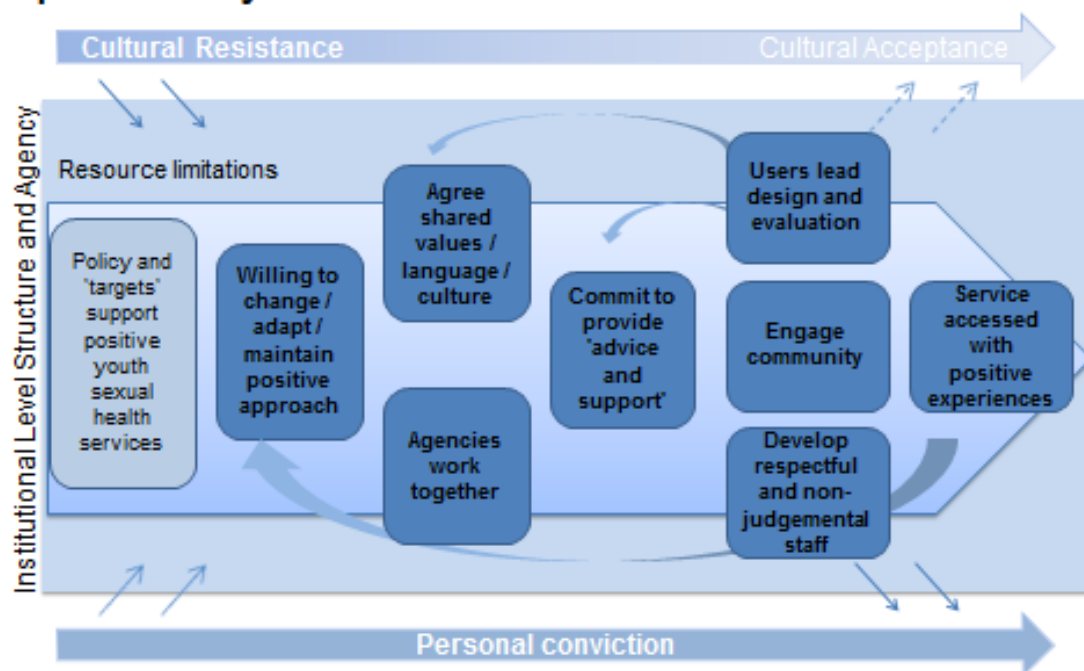 Cultural Resistance
Cultural Acceptance
Institutional Level Structure and Agency
Resource limitations
Policy and
'targets'
support
positive
youth
sexual
health
services
Willing to
change /
adapt /
maintain
positive
approach
Agree
shared
values /
language /
culture
Agencies
work
together
Commit to
provide
'advice
and
support'
Users lead
design and
evaluation
Engage
community
Develop
respectful
and non-
judgemental
staff
Service
accessed
with
positive
experiences
Personal conviction